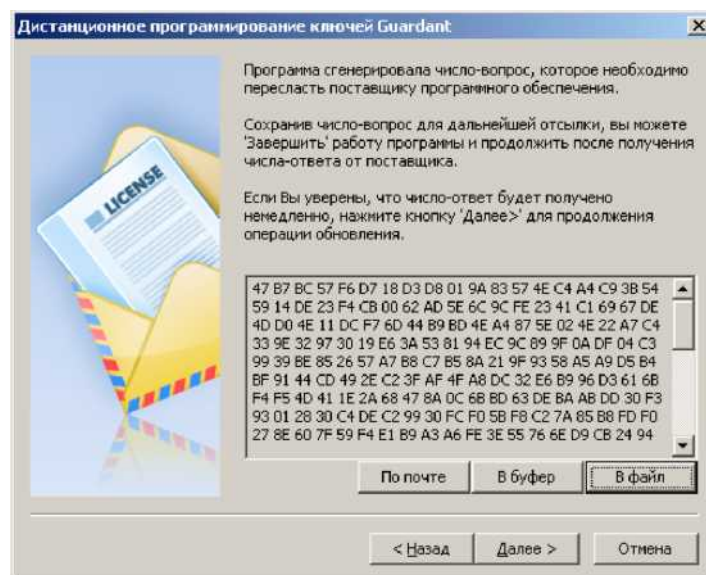 Дистанционное программирование ключей Guardant
LICENSE
Программа сгенерировала число-вопрос, которое необходимо
переслать поставщику программного обеспечения.
Сохранив число-вопрос для дальнейшей отсылки, вы можете
'Завершить' работу программы и продолжить после получения
числа-ответа от поставщика.
Если Вы уверены, что число-ответ будет получено
немедленно, нажмите кнопку 'Далее>' для продолжения
операции обновления.
47 B7 BC 57 F6 D7 18 D3 D8 01 9A 83 57 4E C4 A4 C9 3B 54
59 14 DE 23 F4 CB 00 62 AD 5E 6C 9C FE 23 41 C1 69 67 DE
4D D0 4E 11 DC F7 6D 44 B9 BD 4E A4 87 5E 02 4E 22 A7 C4
33 9E 32 97 30 19 E6 3A 53 81 94 EC 9C 89 9F 0A DF 04 C3
99 39 BE 85 26 57 A7 B8 C7 B5 8A 21 9F 93 58 A5 A9 D5 B4
BF 91 44 CD 49 2E C2 3F AF 4F A8 DC 32 E6 B9 96 D3 61 6B
F4 F5 4D 41 1E 2A 68 47 8A 0C 6B BD 63 DE BA AB DD 30 F3
93 01 28 30 C4 DE C2 99 30 FC F0 5B F8 C2 7A 85 B8 FD F0
27 8E 60 7F 59 F4 E1 B9 A3 A6 FE 3E 55 76 6E D9 CB 24 94
По почте
В буфер
В файл
< Назад
Далее >
Отмена